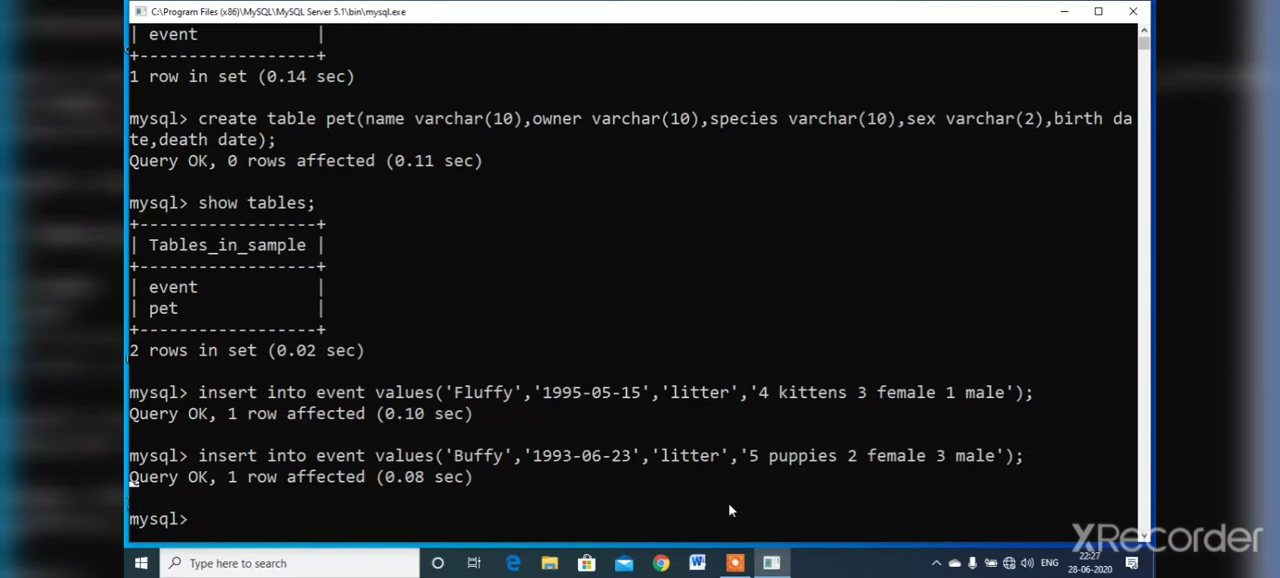 C:\Program Files (x86)\MySQL\MySQL Server 5.1\bin\mysql.exe
| event            |
+------------------+
1 row in set (0.14 sec)
mysql> create table pet(name varchar(10),owner varchar(10),species varchar(10),sex varchar(2),birth da
te,death date);
Query OK, 0 rows affected (0.11 sec)
mysql> show tables;
+------------------+
| Tables_in_sample |
+------------------+
| event            |
| pet              |
+------------------+
2 rows in set (0.02 sec)
mysql> insert into event values('Fluffy','1995-05-15','litter','4 kittens 3 female 1 male');
Query OK, 1 row affected (0.10 sec)
mysql> insert into event values('Buffy','1993-06-23','litter','5 puppies 2 female 3 male');
Query OK, 1 row affected (0.08 sec)
mysql>
XRecorder
Type here to search
ENG
22:27
28-06-2020